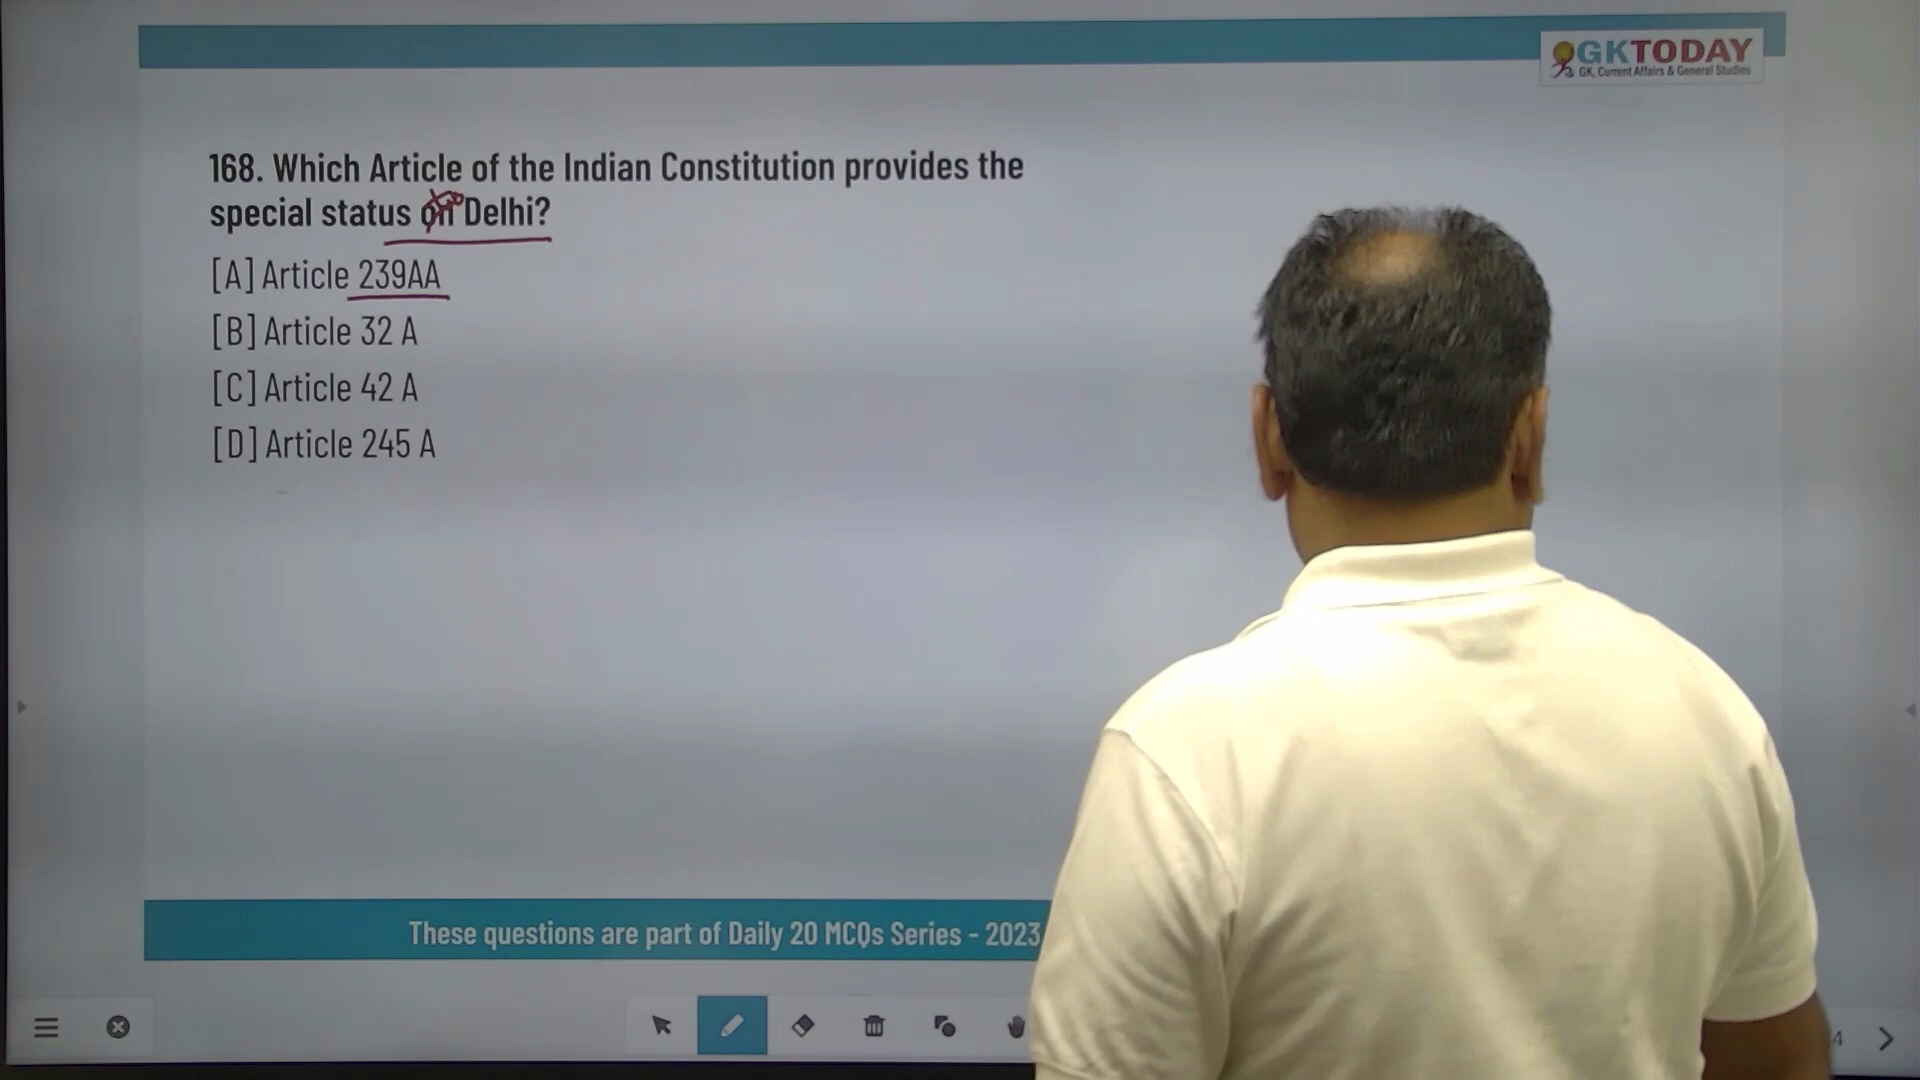 GKTODAY
GK, Current Affairs & General Studies
168. Which Article of the Indian Constitution provides the
special status on Delhi?
[A] Article 239AA
[B] Article 32 A
[C] Article 42 A
[D] Article 245 A
These questions are part of Daily 20 MCQs Series - 2023
4